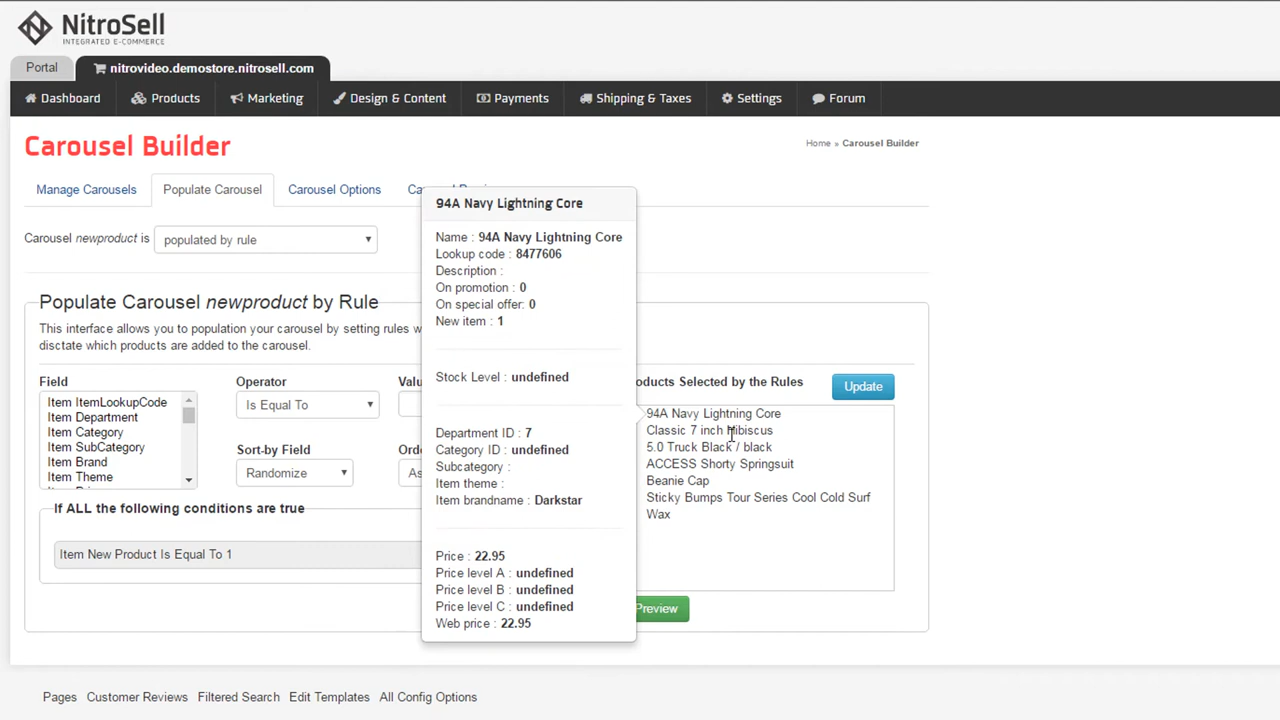 NitroSell
INTEGRATED E-COMMERCE
Portal
nitrovideo.demostore.nitrosell.com
Dashboard Products Marketing Design & Content Payments Shipping & Taxes Settings Forum
Carousel Builder
Home » Carousel Builder
Manage Carousels Populate Carousel Carousel Options
Carousel newproduct is populated by rule
Populate Carousel newproduct by Rule
This interface allows you to population your carousel by setting rules
disctate which products are added to the carousel.
Field
Item ItemLookupCode
Item Department
Item Category
Item SubCategory
Item Brand
Item Theme
Operator
Is Equal To
Sort-by Field
Randomize
If ALL the following conditions are true
Item New Product Is Equal To 1
94A Navy Lightning Core
Name : 94A Navy Lightning Core
Lookup code : 8477606
Description :
On promotion : 0
On special offer: 0
New item : 1
Stock Level : undefined
Department ID : 7
Category ID : undefined
Subcategory :
Item theme :
Item brandname : Darkstar
Price : 22.95
Price level A : undefined
Price level B : undefined
Price level C : undefined
Web price : 22.95
Selected by the Rules
Update
94A Navy Lightning Core
Classic 7 inch Hibiscus
5.0 Truck Black / black
ACCESS Shorty Springsuit
Beanie Cap
Sticky Bumps Tour Series Cool Cold Surf
Wax
Preview
Pages Customer Reviews Filtered Search Edit Templates All Config Options